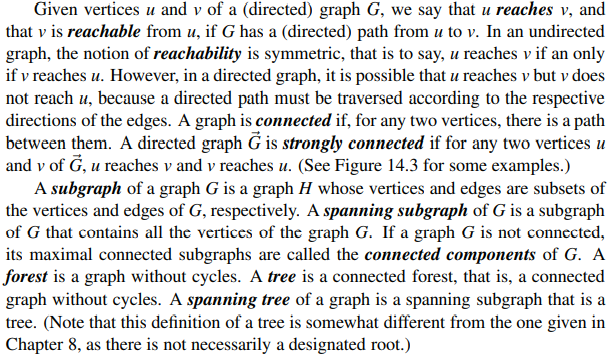 Given vertices u and v of a (directed) graph G, we say that u reaches v, and
that v is reachable from u, if G has a (directed) path from u to v. In an undirected
graph, the notion of reachability is symmetric, that is to say, u reaches v if an only
if v reaches u. However, in a directed graph, it is possible that u reaches v but v does
not reach u, because a directed path must be traversed according to the respective
directions of the edges. A graph is connected if, for any two vertices, there is a path
between them. A directed graph G⃗ is strongly connected if for any two vertices u
and v of G⃗, u reaches v and v reaches u. (See Figure 14.3 for some examples.)
A subgraph of a graph G is a graph H whose vertices and edges are subsets of
the vertices and edges of G, respectively. A spanning subgraph of G is a subgraph
of G that contains all the vertices of the graph G. If a graph G is not connected,
its maximal connected subgraphs are called the connected components of G. A
forest is a graph without cycles. A tree is a connected forest, that is, a connected
graph without cycles. A spanning tree of a graph is a spanning subgraph that is a
tree. (Note that this definition of a tree is somewhat different from the one given in
Chapter 8, as there is not necessarily a designated root.)